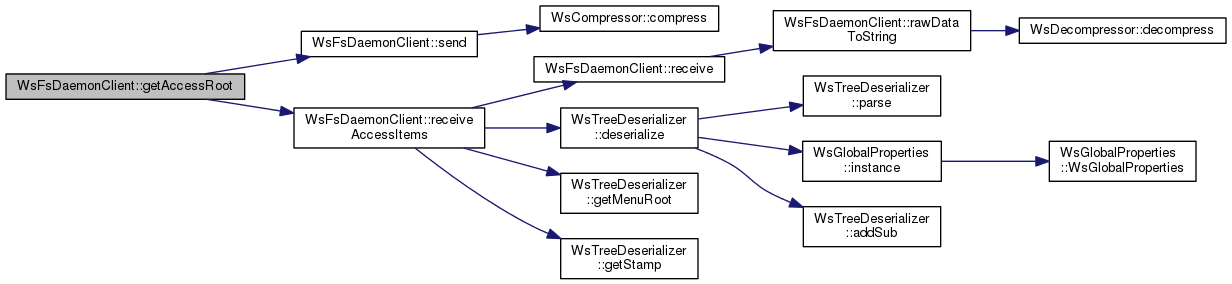 WsFsDaemonClient::getAccessRoot
WsFsDaemonClient::send
WsCompressor::compress
WsFsDaemonClient::receive
AccessItems
WsFsDaemonClient::receive
WsFsDaemonClient::rawData
ToString
WsDecompressor::decompress
WsTreeDeserializer
::deserialize
WsTreeDeserializer
::parse
WsGlobalProperties
::instance
WsGlobalProperties
::WsGlobalProperties
WsTreeDeserializer
::addSub
WsTreeDeserializer
::getMenuRoot
WsTreeDeserializer
::getStamp